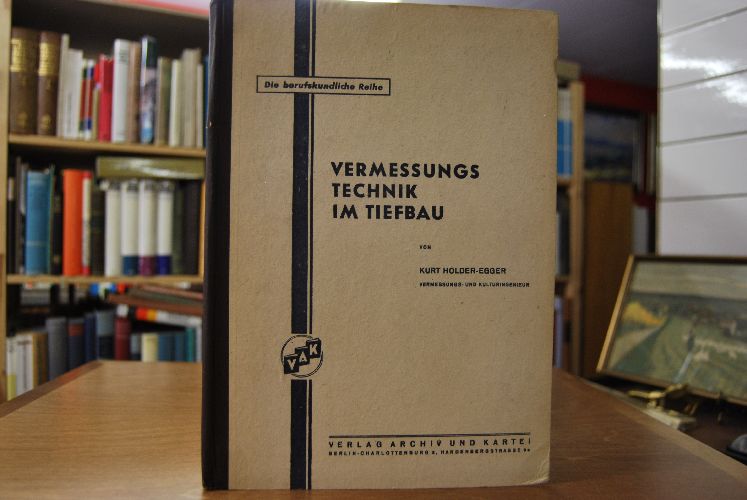 Die berufskundliche Reihe
VERMESSUNGS
TECHNIK
IM TIEFBAU
VON
KURT HOLDER-EGGER
VERMESSUNGS- UND KULTURINGENIEUR
VAK
VERLAG ARCHIV UND KARTEI
BERLIN-CHARLOTTENBURG 2, HARDENBERGSTRASSE